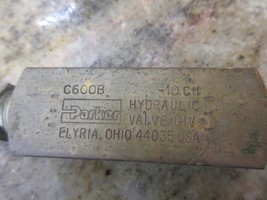 C600B -10 CH
Parker HYDRAULIC
VALVE DIV
ELYRIA, OHIO 44035 USA